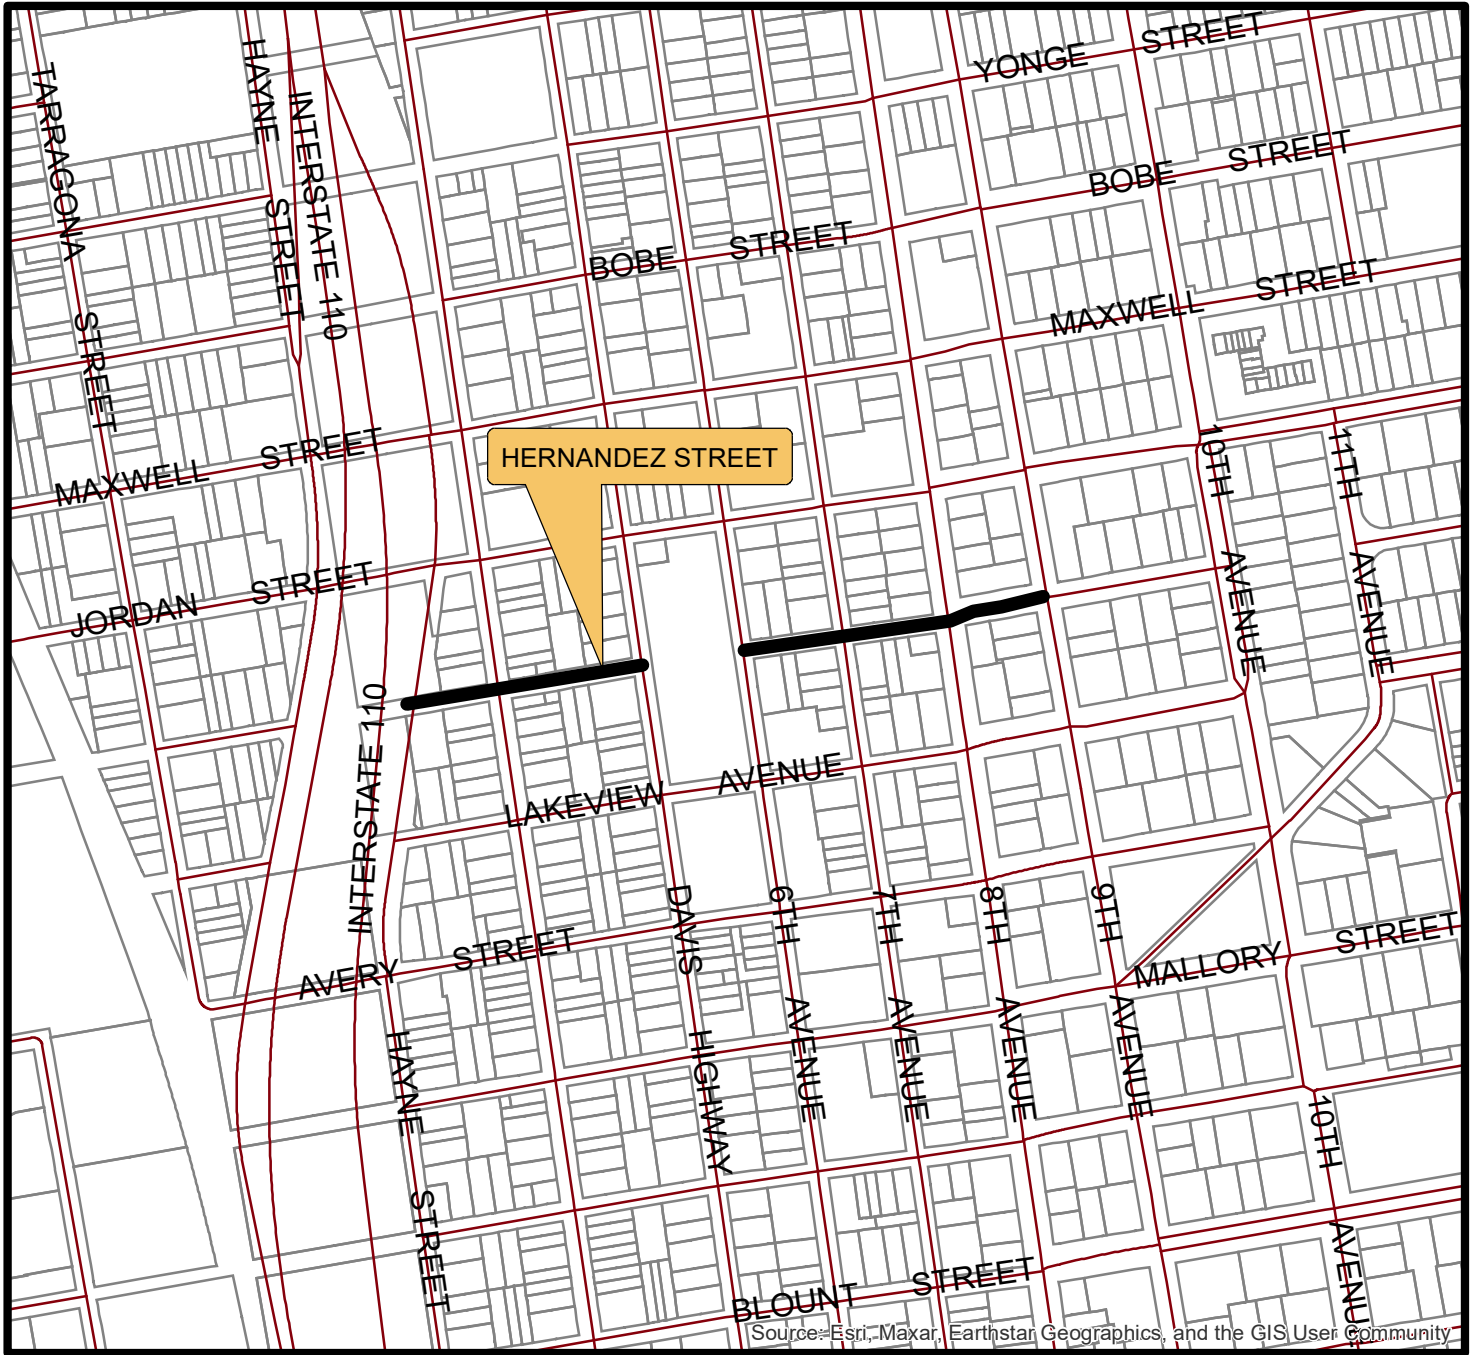 YONGE STREET
TARRAGONA STREET
HAYNE STREET
INTERSTATE 110
BOBE STREET
BOBE STREET
MAXWELL STREET
MAXWELL STREET
HERNANDEZ STREET
10TH AVENUE
11TH AVENUE
JORDAN STREET
INTERSTATE 110
LAKEVIEW AVENUE
DAVIS HIGHWAY
6TH AVENUE
7TH AVENUE
8TH AVENUE
9TH AVENUE
AVERY STREET
MALLORY STREET
HAYNE STREET
10TH AVENUE
BLOUNT STREET
Source: Esri, Maxar, Earthstar Geographics, and the GIS User Community